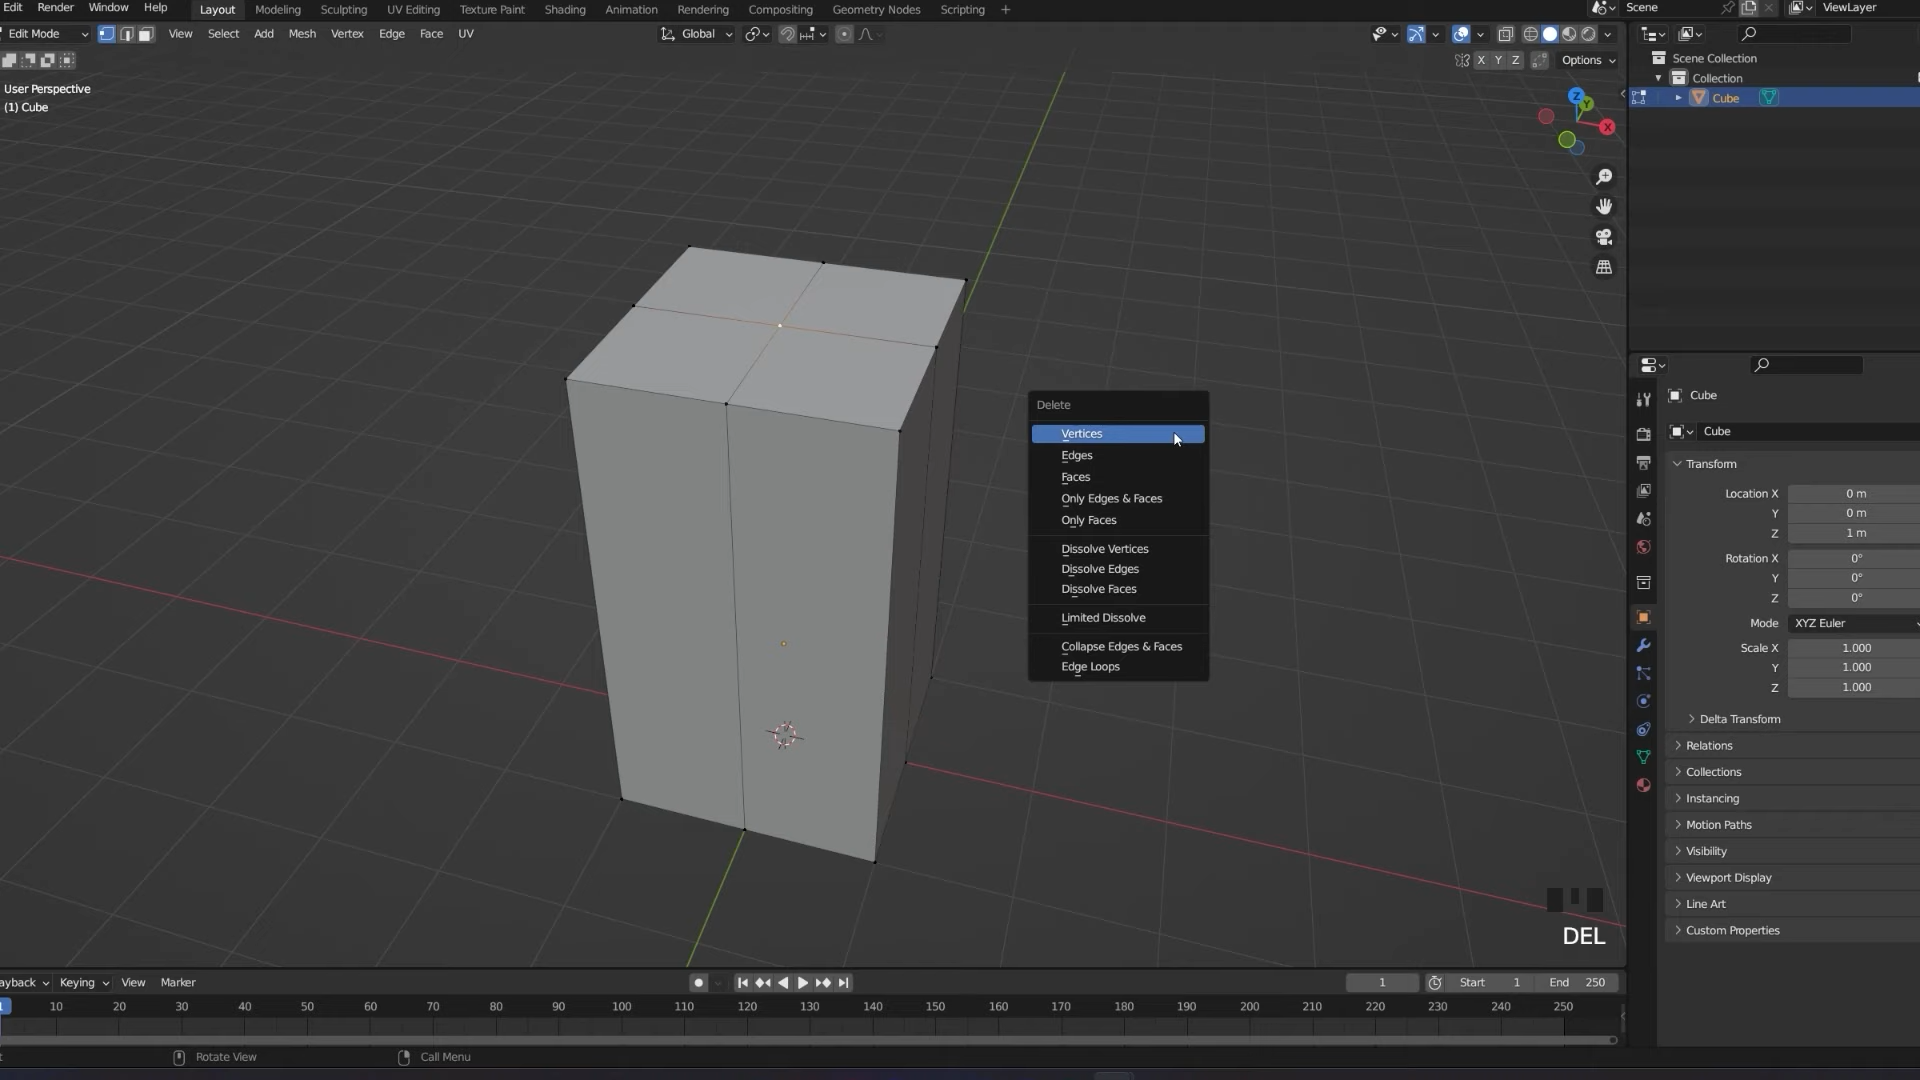 Edit Render Window Help Layout Modeling Sculpting UV Editing Texture Paint Shading Animation Rendering Compositing Geometry Nodes Scripting + Scene ViewLayer
Edit Mode View Select Add Mesh Vertex Edge Face UV Global
X Y Z Options
User Perspective
(1) Cube
Z
Y
X
Scene Collection
Collection
Cube
Delete
Vertices
Edges
Faces
Only Edges & Faces
Only Faces
Dissolve Vertices
Dissolve Edges
Dissolve Faces
Limited Dissolve
Collapse Edges & Faces
Edge Loops
Cube
Cube
Transform
Location X 0 m
Y 0 m
Z 1 m
Rotation X 0°
Y 0°
Z 0°
Mode XYZ Euler
Scale X 1.000
Y 1.000
Z 1.000
Delta Transform
Relations
Collections
Instancing
Motion Paths
Visibility
Viewport Display
Line Art
Custom Properties
DEL
ayback Keying View Marker 1 Start 1 End 250
1 10 20 30 40 50 60 70 80 90 100 110 120 130 140 150 160 170 180 190 200 210 220 230 240 250
t Rotate View Call Menu